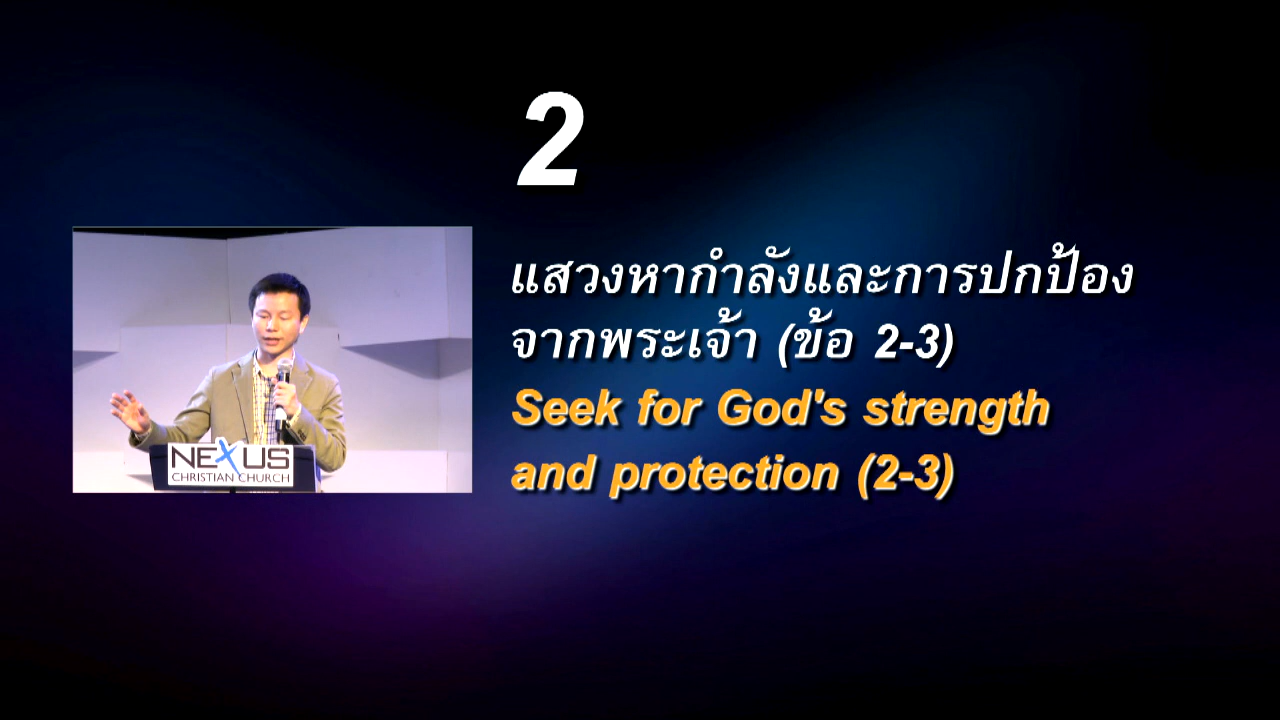 2
แสวงหากำลังและการปกป้อง
จากพระเจ้า (ข้อ 2-3)
Seek for God's strength
and protection (2-3)
NEXUS
CHRISTIAN CHURCH